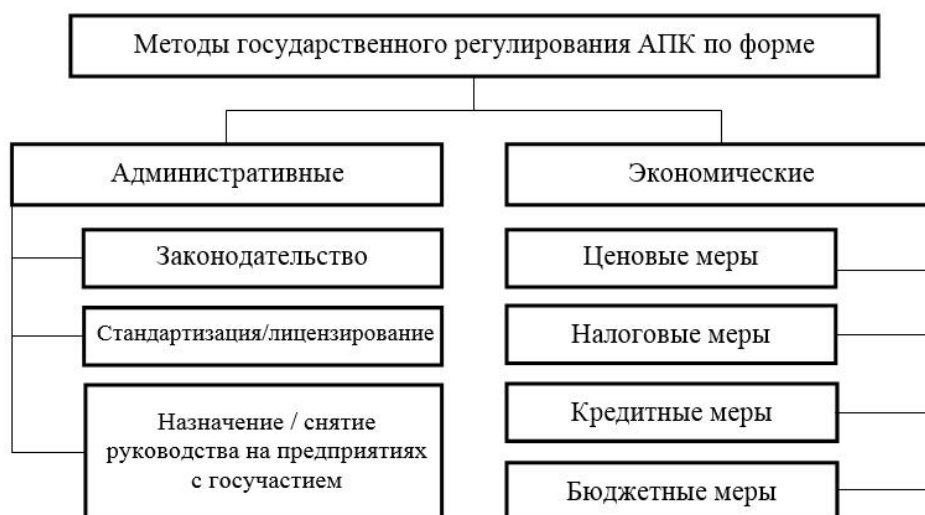 Методы государственного регулирования АПК по форме
Административные
Экономические
Законодательство
Ценовые меры
Стандартизация/лицензирование
Налоговые меры
Назначение / снятие
руководства на предприятиях
с госучастием
Кредитные меры
Бюджетные меры